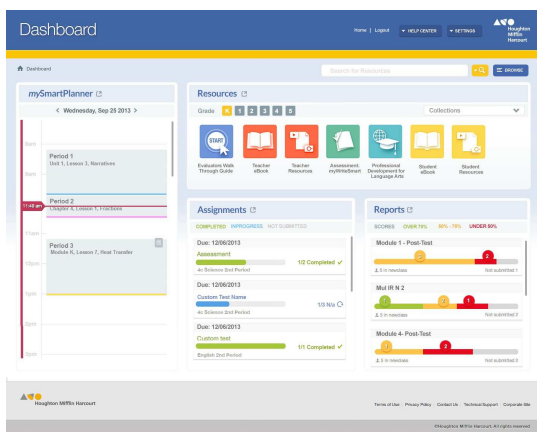 Dashboard
Home | Logout
HELP CENTER
SETTINGS
Houghton
Mifflin
Harcourt
Dashboard
Search for Resources
BROWSE
mySmartPlanner
< Wednesday, Sep 25 2013 >
Period 1
Unit 1, Lesson 3, Narratives
Period 2
Chapter 4, Lesson 1, Fractions
11:48 am
Period 3
Module K, Lesson 7, Heat Transfer
Resources
Grade K 1 2 3 4 5
Collections
START
Evaluators Walk
Through Guide
Teacher
eBook
Teacher
Resources
Assessment
myWriteSmart
Professional
Development for
Language Arts
Student
eBook
Student
Resources
Assignments
COMPLETED INPROGRESS NOT SUBMITTED
Due: 12/06/2013
Assessment
1/2 Completed ✓
4c Science 2nd Period
Due: 12/06/2013
Custom Test Name
1/3 N/a
4c Science 2nd Period
Due: 12/06/2013
Custom test
1/1 Completed ✓
English 2nd Period
Reports
SCORES OVER 70% 50% - 70% UNDER 50%
Module 1 - Post-Test
2
Not submitted 1
Mul IR N 2
1
Not submitted 2
Module 4- Post-Test
2
Houghton Mifflin Harcourt
Terms of Use | Privacy Policy | Contact Us | Technical Support | Corporate Site
©Houghton Mifflin Harcourt. All rights reserved.